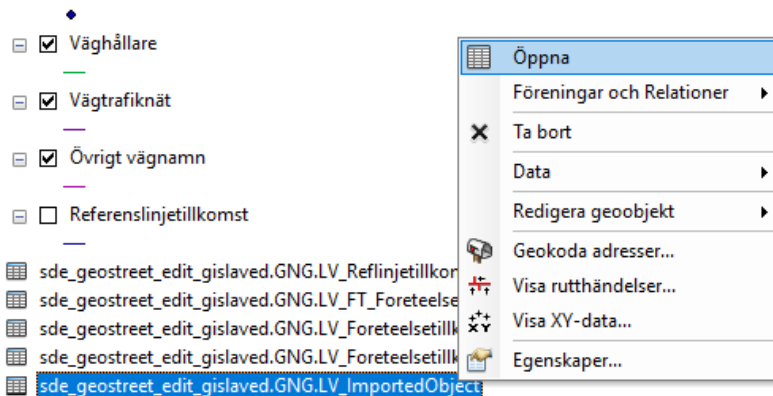 Väghållare
Vägtrafiknät
Övrigt vägnamn
Referenslinjetillkomst
sde_geostreet_edit_gislaved.GNG.LV_Reflinjetillkor
sde_geostreet_edit_gislaved.GNG.LV_FT_Foreteelse
sde_geostreet_edit_gislaved.GNG.LV_Foreteelsetillk
sde_geostreet_edit_gislaved.GNG.LV_Foreteelsetillk
sde_geostreet_edit_gislaved.GNG.LV_ImportedObject
Öppna
Föreningar och Relationer
Ta bort
Data
Redigera geoobjekt
Geokoda adresser...
Visa rutthändelser...
XY Visa XY-data...
Egenskaper...